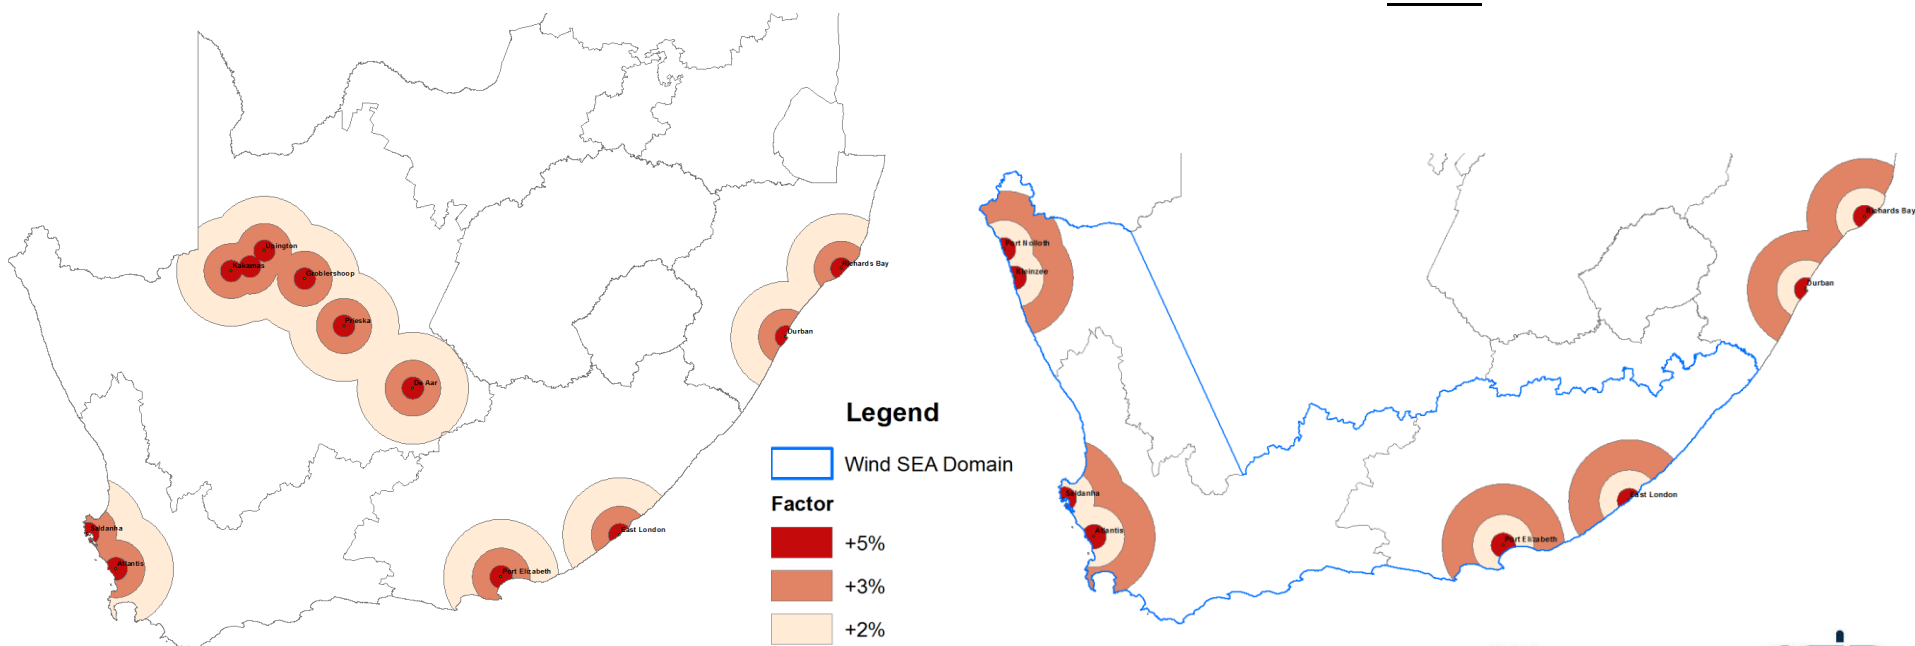 Upington
Kakamas
Groblershoop
Prieska
De Aar
Richards Bay
Durban
Saldanha
Atlantis
Port Elizabeth
East London
Legend
Wind SEA Domain
Factor
+5%
+3%
+2%
Port Nolloth
Kleinzee
Richards Bay
Durban
Saldanha
Atlantis
East London
Port Elizabeth